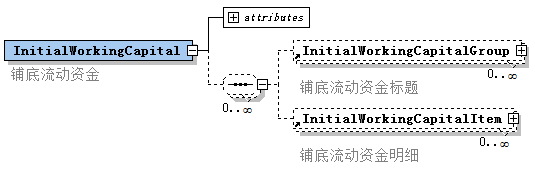 attributes
InitialWorkingCapital
铺底流动资金
0..∞
InitialWorkingCapitalGroup
0..∞
铺底流动资金标题
InitialWorkingCapitalItem
0..∞
铺底流动资金明细